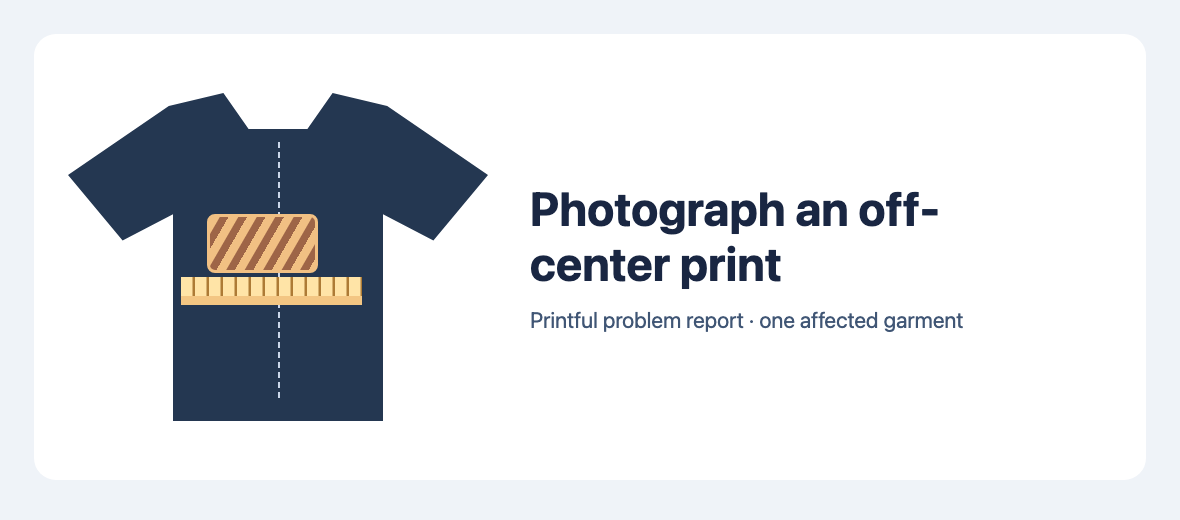 Photograph an off-
center print
Printful problem report · one affected garment